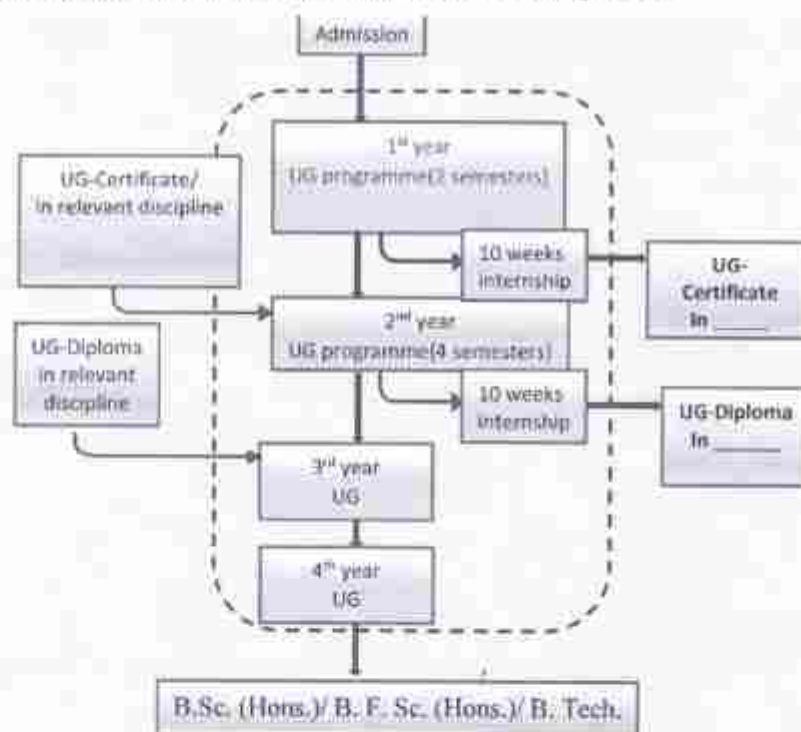 Admission
1st year
UG programme(2 semesters)
UG-Certificate/
in relevant discipline
10 weeks
internship
UG-
Certificate
In ______
2nd year
UG programme(4 semesters)
UG-Diploma
in relevant
discipline
10 weeks
internship
UG-Diploma
In _______
3rd year
UG
4th year
UG
B.Sc. (Hons.)/ B. F. Sc. (Hons.)/ B. Tech.